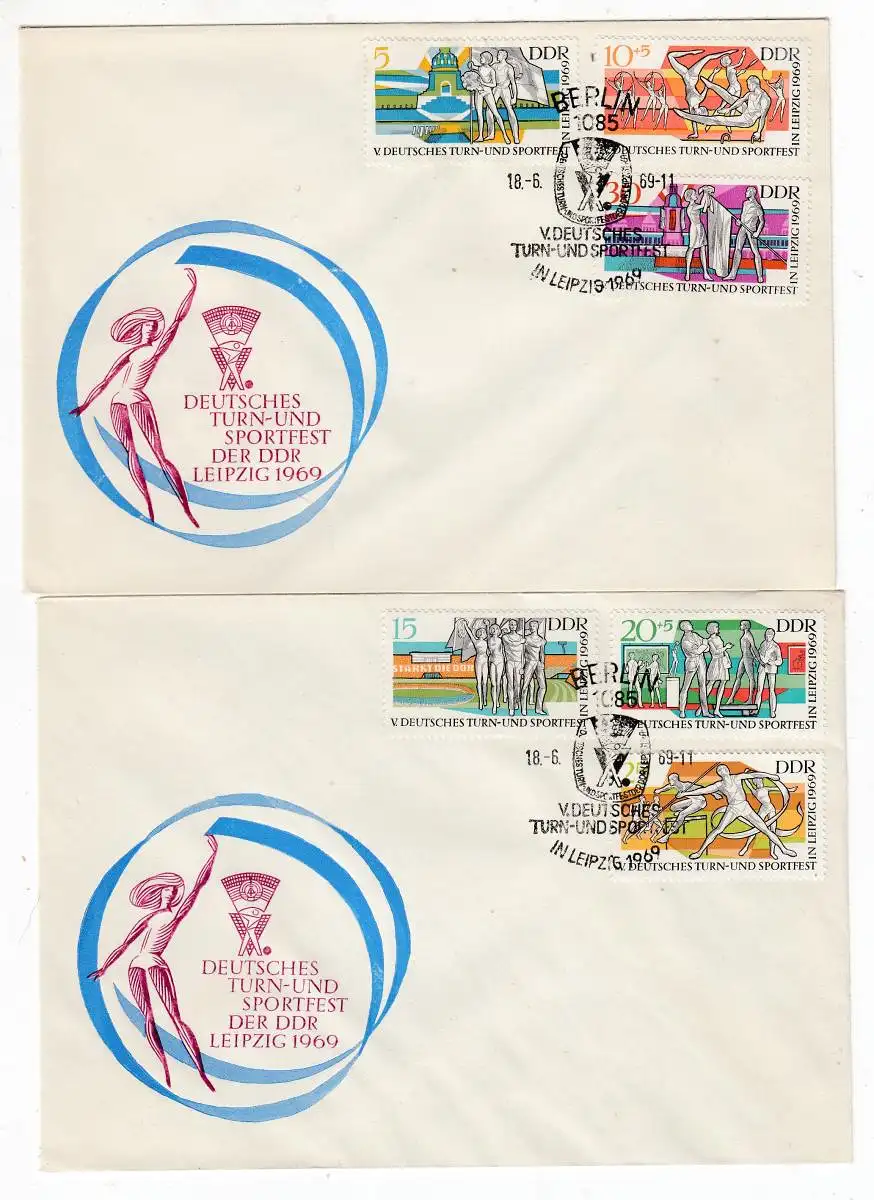 5
DDR
IN LEIPZIG 1969
V. DEUTSCHES TURN-UND SPORTFEST
10+5
DDR
IN LEIPZIG 1969
DEUTSCHES TURN-UND SPORTFEST
30
DDR
IN LEIPZIG 1969
DEUTSCHES TURN-UND SPORTFEST
BERLIN
1085
18.-6. 69-11
V. DEUTSCHES
TURN-UND SPORTFEST
IN LEIPZIG 1969
DEUTSCHES
TURN-UND
SPORTFEST
DER DDR
LEIPZIG 1969
15
DDR
IN LEIPZIG 1969
STÄRKT DIE DDR
V. DEUTSCHES TURN-UND SPORTFEST
20+5
DDR
IN LEIPZIG 1969
DEUTSCHES TURN-UND SPORTFEST
DDR
IN LEIPZIG 1969
V. DEUTSCHES TURN-UND SPORTFEST
BERLIN
1085
18.-6. 69-11
V. DEUTSCHES
TURN-UND SPORTFEST
IN LEIPZIG 1969
DEUTSCHES
TURN-UND
SPORTFEST
DER DDR
LEIPZIG 1969